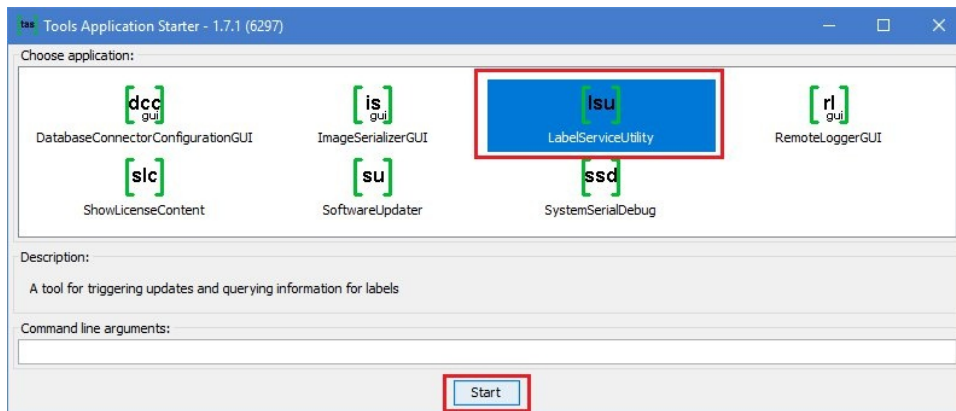 tas Tools Application Starter - 1.7.1 (6297)
Choose application:
dcc gui
is gui
lsu
rl gui
DatabaseConnectorConfigurationGUI
ImageSerializerGUI
LabelServiceUtility
RemoteLoggerGUI
slc
su
ssd
ShowLicenseContent
SoftwareUpdater
SystemSerialDebug
Description:
A tool for triggering updates and querying information for labels
Command line arguments:
Start